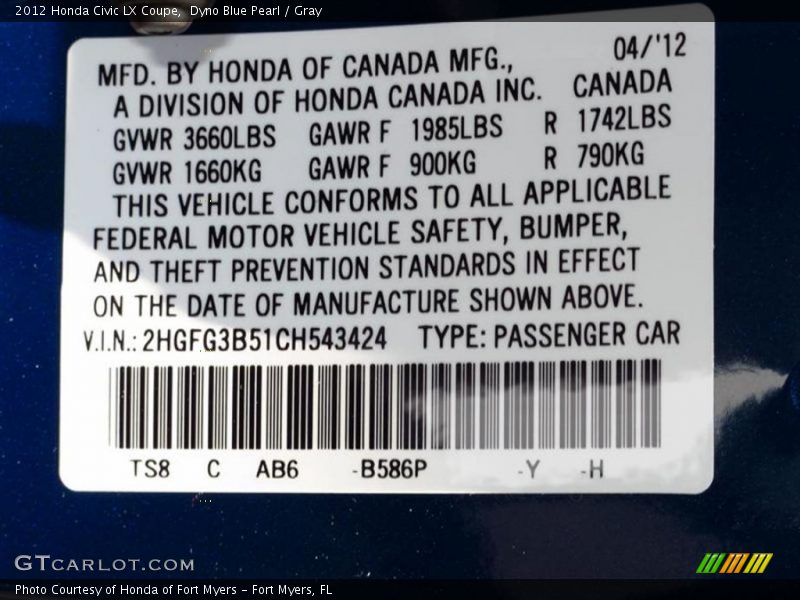 2012 Honda Civic LX Coupe,  Dyno Blue Pearl / Gray
04/'12
MFD. BY HONDA OF CANADA MFG.,
A DIVISION OF HONDA CANADA INC. CANADA
GVWR 3660LBS GAWR F 1985LBS R 1742LBS
GVWR 1660KG GAWR F 900KG R 790KG
THIS VEHICLE CONFORMS TO ALL APPLICABLE
FEDERAL MOTOR VEHICLE SAFETY, BUMPER,
AND THEFT PREVENTION STANDARDS IN EFFECT
ON THE DATE OF MANUFACTURE SHOWN ABOVE.
V.I.N.: 2HGFG3B51CH543424 TYPE: PASSENGER CAR
TS8 C AB6 -B586P -Y -H
GTCARLOT.COM
Photo Courtesy of Honda of Fort Myers – Fort Myers, FL